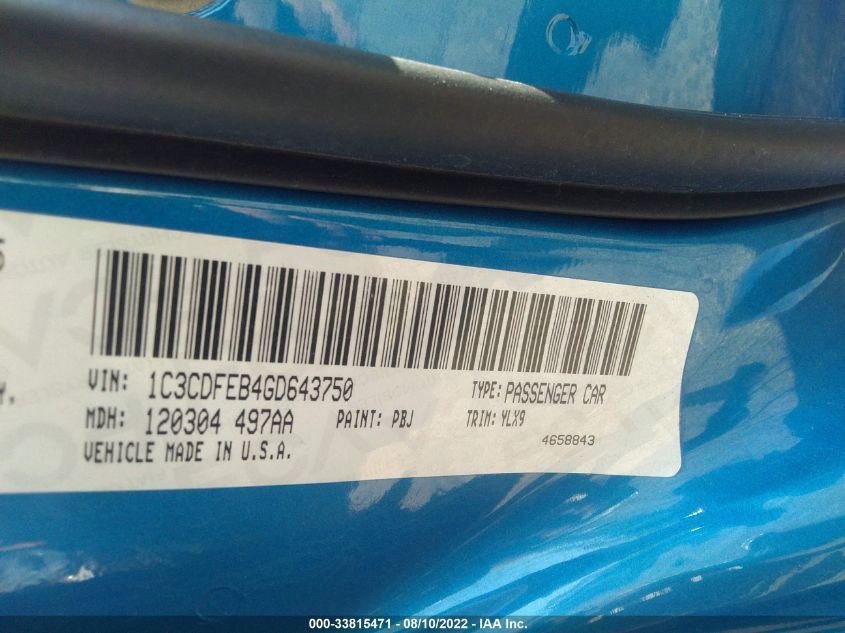 VIN: 1C3CDFEB4GD643750 TYPE: PASSENGER CAR
MDH: 120304 497AA PAINT: PBJ TRIM: YLX9
VEHICLE MADE IN U.S.A. 4658843
000-33815471 - 08/10/2022 - IAA Inc.